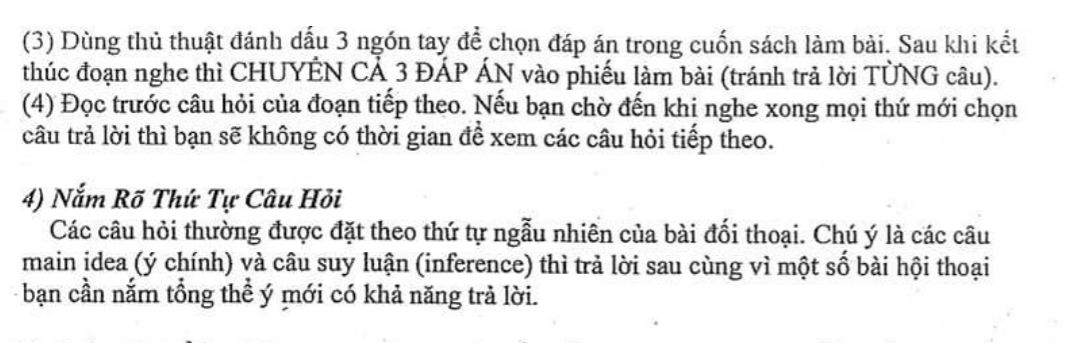 (3) Dùng thủ thuật đánh dấu 3 ngón tay để chọn đáp án trong cuốn sách làm bài. Sau khi kết
thúc đoạn nghe thì CHUYỂN CẢ 3 ĐÁP ÁN vào phiếu làm bài (tránh trả lời TỪNG câu).
(4) Đọc trước câu hỏi của đoạn tiếp theo. Nếu bạn chờ đến khi nghe xong mọi thứ mới chọn
câu trả lời thì bạn sẽ không có thời gian để xem các câu hỏi tiếp theo.
4) Nắm Rõ Thứ Tự Câu Hỏi
Các câu hỏi thường được đặt theo thứ tự ngẫu nhiên của bài đối thoại. Chú ý là các câu
main idea (ý chính) và câu suy luận (inference) thì trả lời sau cùng vì một số bài hội thoại
bạn cần nắm tổng thể ý mới có khả năng trả lời.